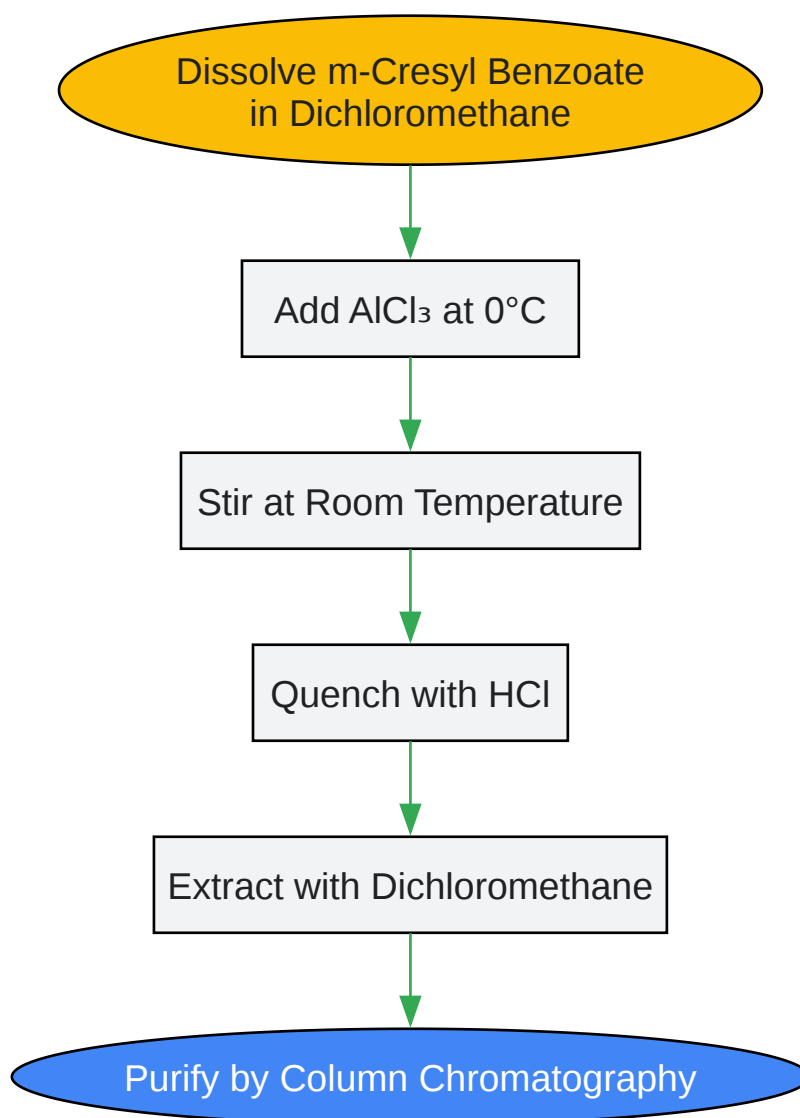 Dissolve m-Cresyl Benzoate
in Dichloromethane
Add AlCl₃ at 0°C
Stir at Room Temperature
Quench with HCl
Extract with Dichloromethane
Purify by Column Chromatography